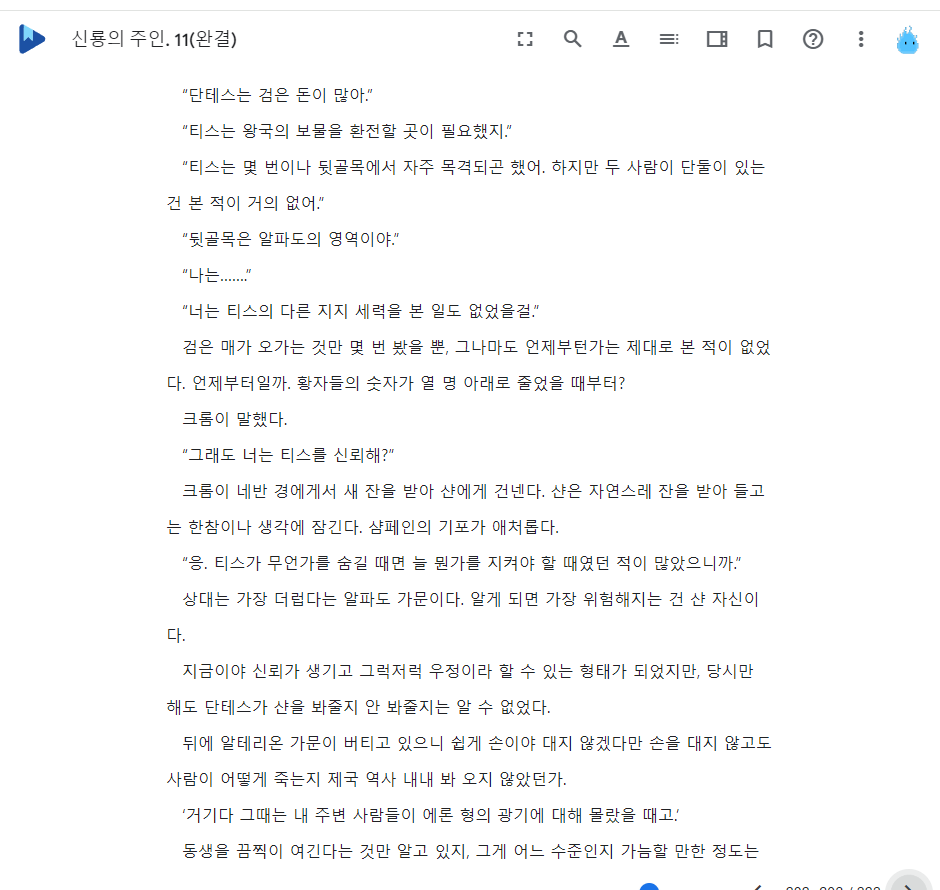 신룡의 주인. 11(완결)
“단테스는 검은 돈이 많아.”
“티스는 왕국의 보물을 환전할 곳이 필요했지.”
“티스는 몇 번이나 뒷골목에서 자주 목격되곤 했어. 하지만 두 사람이 단둘이 있는
건 본 적이 거의 없어.”
“뒷골목은 알파도의 영역이야.”
“나는…….”
“너는 티스의 다른 지지 세력을 본 일도 없었을걸.”
검은 매가 오가는 것만 몇 번 봤을 뿐, 그나마도 언제부턴가는 제대로 본 적이 없었
다. 언제부터일까. 황자들의 숫자가 열 명 아래로 줄었을 때부터?
크롬이 말했다.
“그래도 너는 티스를 신뢰해?”
크롬이 네반 경에게서 새 잔을 받아 샨에게 건넨다. 샨은 자연스레 잔을 받아 들고
는 한참이나 생각에 잠긴다. 샴페인의 기포가 애처롭다.
“응. 티스가 무언가를 숨길 때면 늘 뭔가를 지켜야 할 때였던 적이 많았으니까.”
상대는 가장 더럽다는 알파도 가문이다. 알게 되면 가장 위험해지는 건 샨 자신이
다.
지금이야 신뢰가 생기고 그럭저럭 우정이라 할 수 있는 형태가 되었지만, 당시만
해도 단테스가 샨을 봐줄지 안 봐줄지는 알 수 없었다.
뒤에 알테리온 가문이 버티고 있으니 쉽게 손이야 대지 않겠다만 손을 대지 않고도
사람이 어떻게 죽는지 제국 역사 내내 봐 오지 않았던가.
‘거기다 그때는 내 주변 사람들이 에론 형의 광기에 대해 몰랐을 때고.’
동생을 끔찍이 여긴다는 것만 알고 있지, 그게 어느 수준인지 가늠할 만한 정도는